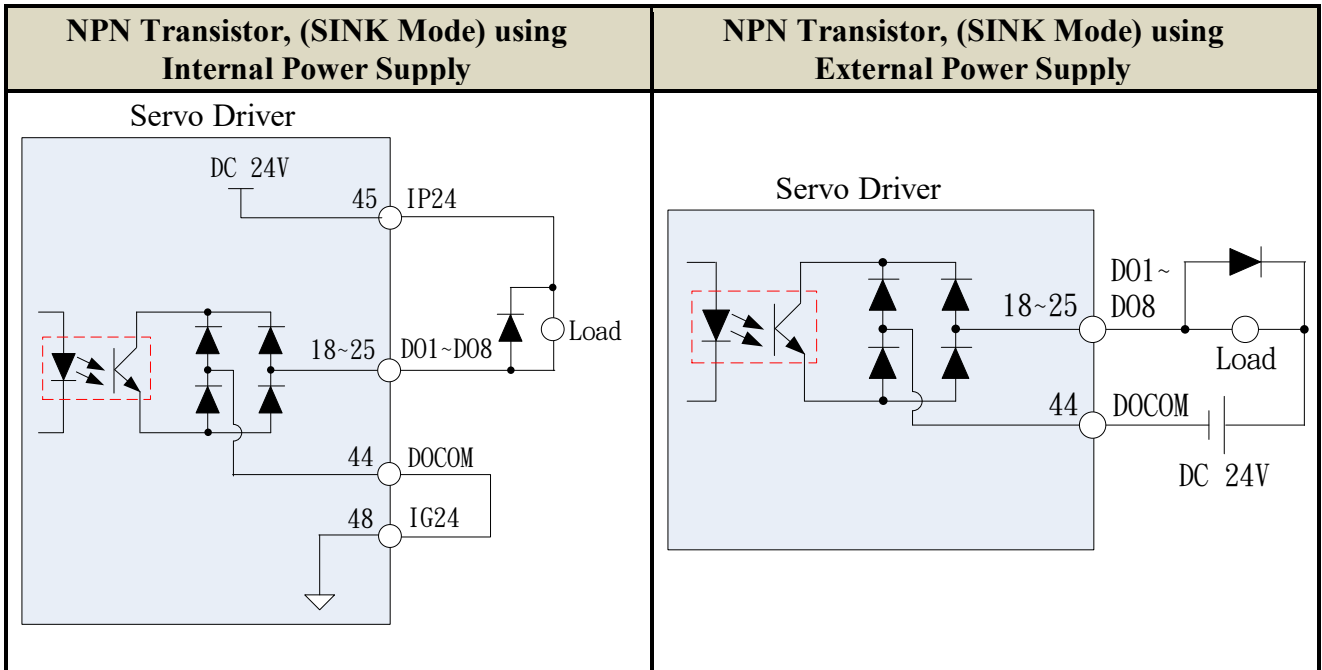 NPN Transistor, (SINK Mode) using
Internal Power Supply
NPN Transistor, (SINK Mode) using
External Power Supply
Servo Driver
DC 24V
45
IP24
Load
18~25
DO1~DO8
44
DOCOM
48
IG24
Servo Driver
DO1~
18~25
DO8
Load
44
DOCOM
DC 24V